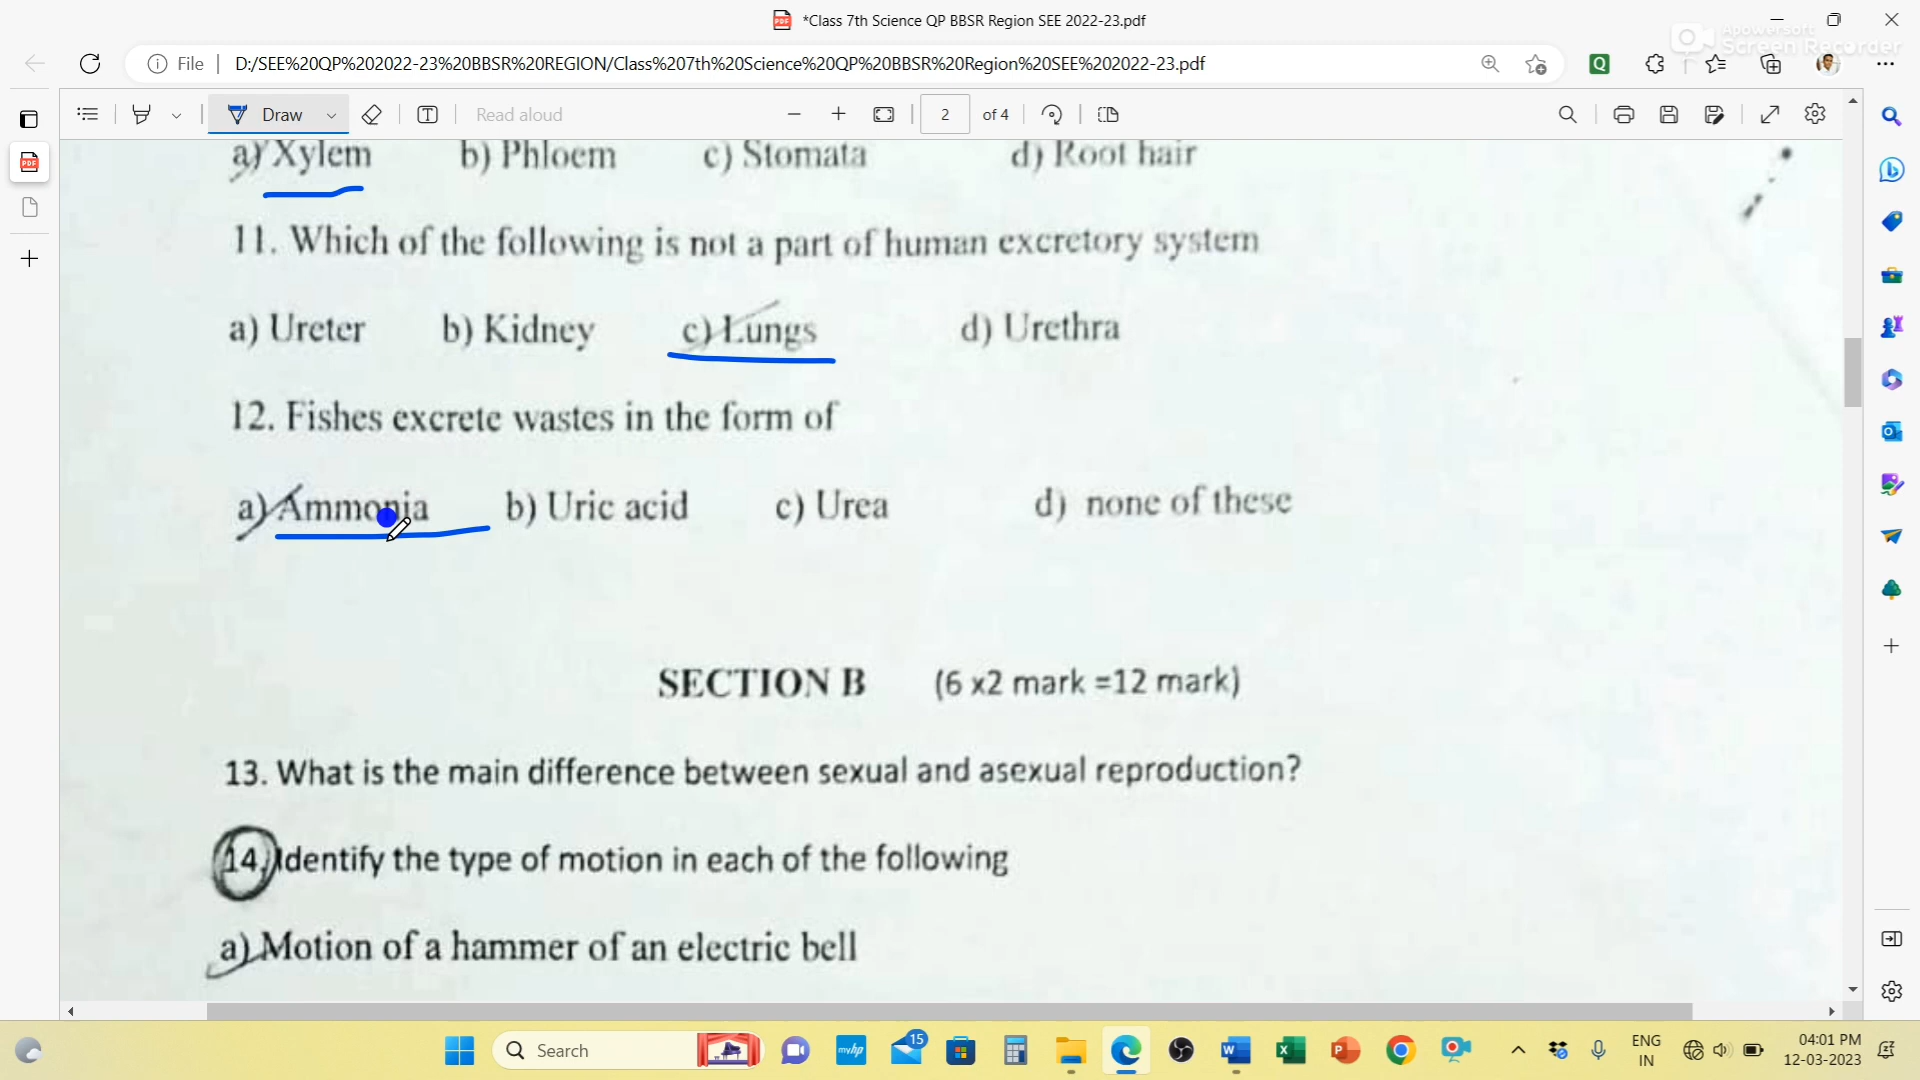 *Class 7th Science QP BBSR Region SEE 2022-23.pdf
Apowersoft
Screen Recorder
File
D:/SEE%20QP%202022-23%20BBSR%20REGION/Class%207th%20Science%20QP%20BBSR%20Region%20SEE%202022-23.pdf
Draw
Read aloud
2 of 4
a) Xylem b) Phloem c) Stomata d) Root hair
11. Which of the following is not a part of human excretory system
a) Ureter b) Kidney c) Lungs d) Urethra
12. Fishes excrete wastes in the form of
a) Ammonia b) Uric acid c) Urea d) none of these
SECTION B (6 x2 mark =12 mark)
13. What is the main difference between sexual and asexual reproduction?
14. Identify the type of motion in each of the following
a) Motion of a hammer of an electric bell
Search
15
ENG
IN
04:01 PM
12-03-2023